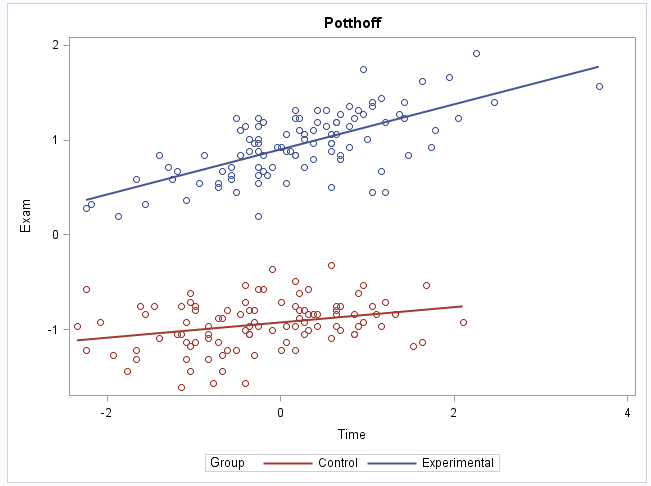 Potthoff
2
1
0
-1
Exam
-2 0 2 4
Time
Group Control Experimental